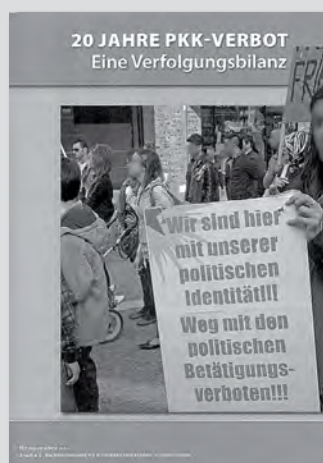 20 JAHRE PKK-VERBOT
Eine Verfolgungsbilanz
Wir sind hier
mit unserer
politischen
Identität!!!
Weg mit den
politischen
Betätigungs-
verboten!!!